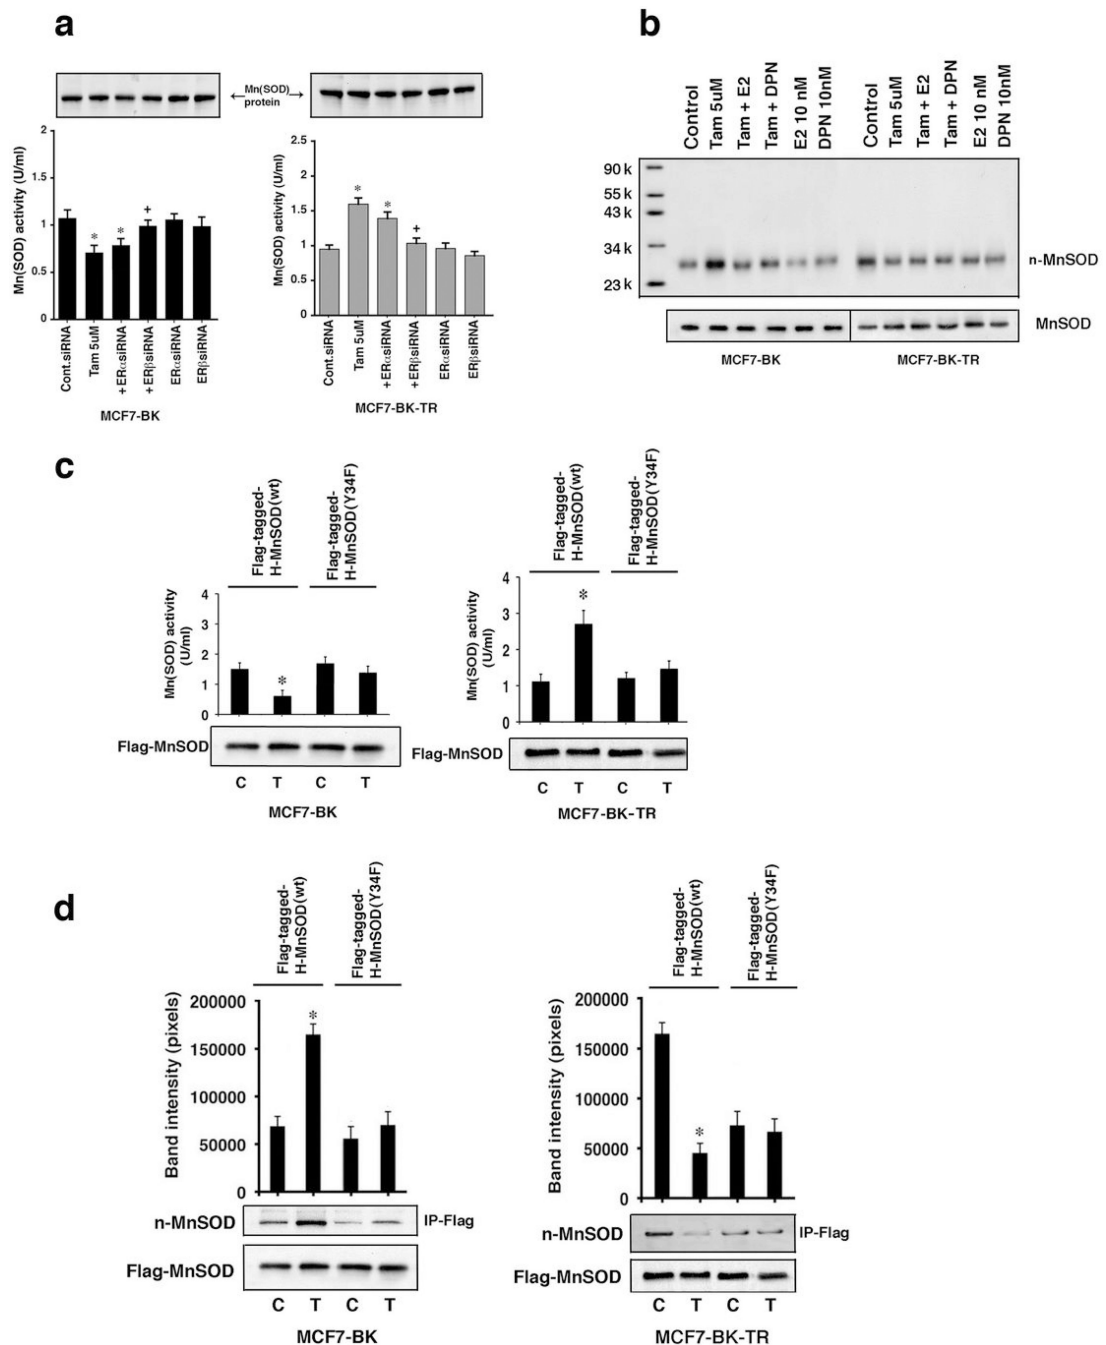 a
Mn(SOD)
protein
Mn(SOD) activity (U/ml)
2
1.5
1
0.5
0
*
*
+
Cont.siRNA
Tam 5uM
+ERαsiRNA
+ERβsiRNA
ERαsiRNA
ERβsiRNA
MCF7-BK
Mn(SOD) activity (U/ml)
2.5
2
1.5
1
0.5
0
*
*
+
Cont.siRNA
Tam 5uM
+ERαsiRNA
+ERβsiRNA
ERαsiRNA
ERβsiRNA
MCF7-BK-TR
b
Control
Tam 5uM
Tam + E2
Tam + DPN
E2 10 nM
DPN 10nM
Control
Tam 5uM
Tam + E2
Tam + DPN
E2 10 nM
DPN 10nM
90 k
55 k
43 k
34 k
23 k
n-MnSOD
MnSOD
MCF7-BK
MCF7-BK-TR
c
Flag-tagged-
H-MnSOD(wt)
Flag-tagged-
H-MnSOD(Y34F)
Mn(SOD) activity
(U/ml)
4
3
2
1
0
*
Flag-MnSOD
C T C T
MCF7-BK
Flag-tagged-
H-MnSOD(wt)
Flag-tagged-
H-MnSOD(Y34F)
Mn(SOD) activity
(U/ml)
4
3
2
1
0
*
Flag-MnSOD
C T C T
MCF7-BK-TR
d
Flag-tagged-
H-MnSOD(wt)
Flag-tagged-
H-MnSOD(Y34F)
Band intensity (pixels)
200000
150000
100000
50000
0
*
n-MnSOD
IP-Flag
Flag-MnSOD
C T C T
MCF7-BK
Flag-tagged-
H-MnSOD(wt)
Flag-tagged-
H-MnSOD(Y34F)
Band intensity (pixels)
200000
150000
100000
50000
0
*
n-MnSOD
IP-Flag
Flag-MnSOD
C T C T
MCF7-BK-TR